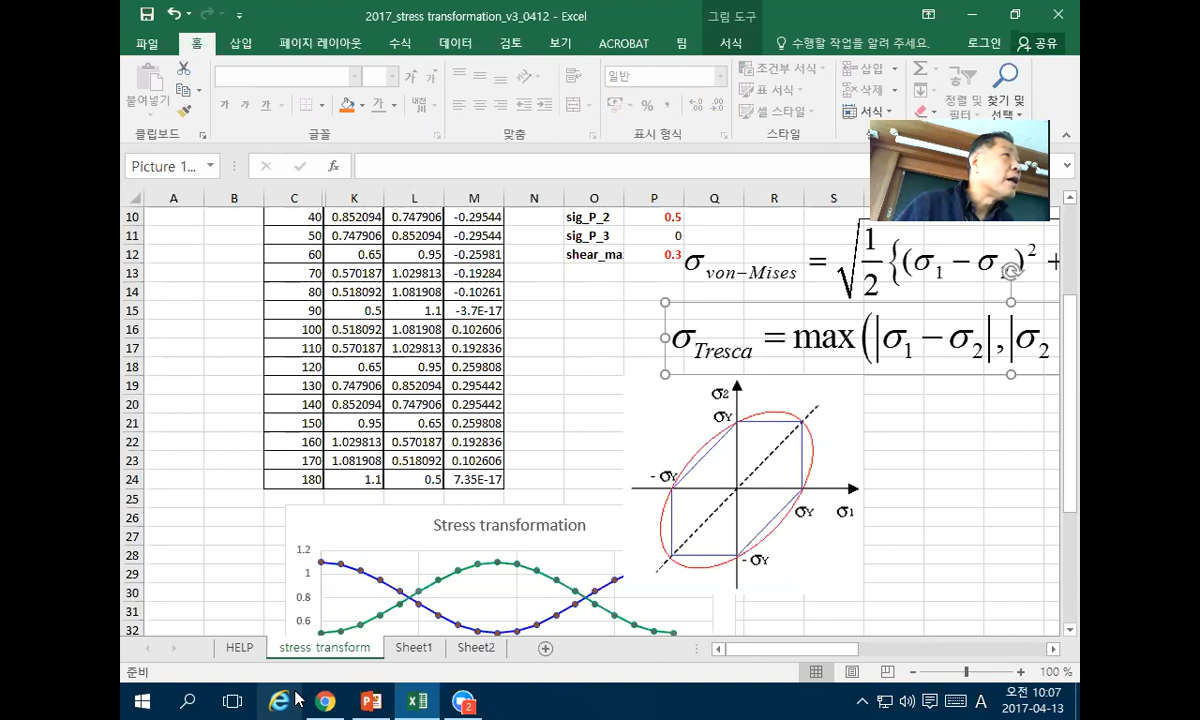 2017_stress transformation_v3_0412 - Excel
그림 도구
파일 홈 삽입 페이지 레이아웃 수식 데이터 검토 보기 ACROBAT 팀 서식 수행할 작업을 알려 주세요. 로그인 공유
붙여넣기
가 가 가 가
내천
일반
% ,
조건부 서식
표 서식
셀 스타일
삽입
삭제
서식
정렬 및 필터
찾기 및
클립보드 글꼴 맞춤 표시 형식 스타일
Picture 1... fx
A B C K L M N O P Q R S
10 40 0.852094 0.747906 -0.29544 sig_P_2 0.5
11 50 0.747906 0.852094 -0.29544 sig_P_3 0
12 60 0.65 0.95 -0.25981 shear_ma 0.3
13 70 0.570187 1.029813 -0.19284
14 80 0.518092 1.081908 -0.10261
15 90 0.5 1.1 -3.7E-17
16 100 0.518092 1.081908 0.102606
17 110 0.570187 1.029813 0.192836
18 120 0.65 0.95 0.259808
19 130 0.747906 0.852094 0.295442
20 140 0.852094 0.747906 0.295442
21 150 0.95 0.65 0.259808
22 160 1.029813 0.570187 0.192836
23 170 1.081908 0.518092 0.102606
24 180 1.1 0.5 7.35E-17
25
26
27
28
29
30
31
32
σ von−Mises = √ 1/2 {(σ1 − σ )² +
σ Tresca = max(|σ1 − σ2|, |σ2
σ2
σY
- σY
σY σ1
- σY
Stress transformation
1.2
1
0.8
0.6
HELP stress transform Sheet1 Sheet2
준비 100 %
A 오전 10:07
2017-04-13
2